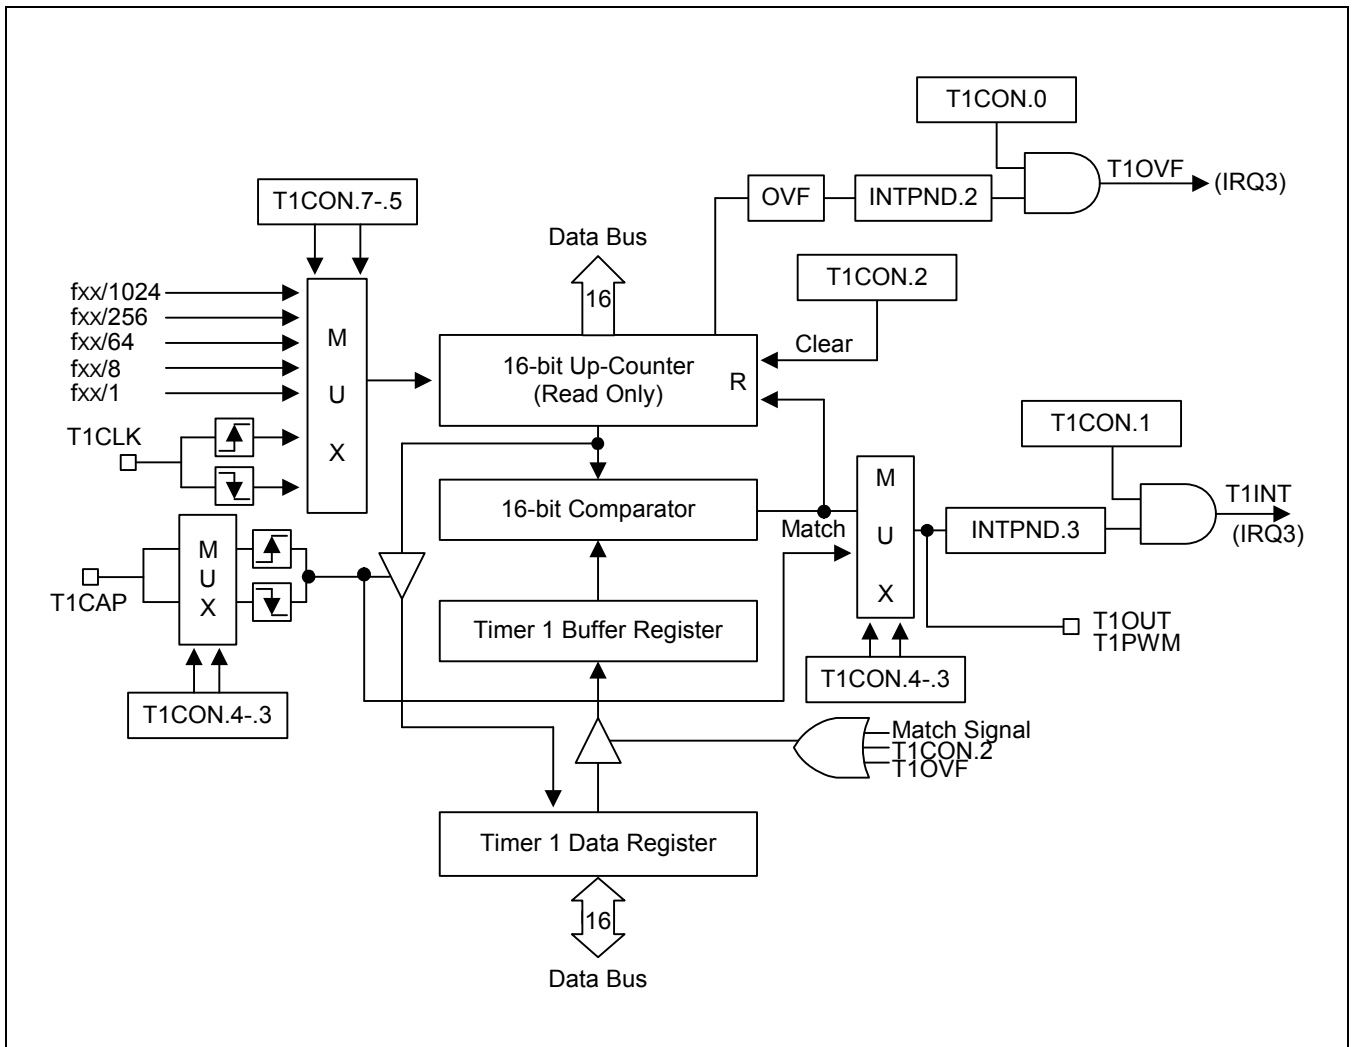 T1CON.0
T1OVF
(IRQ3)
OVF
INTPND.2
T1CON.7-.5
Data Bus
16
T1CON.2
fxx/1024
fxx/256
fxx/64
fxx/8
fxx/1
M
U
X
16-bit Up-Counter
(Read Only)
R
Clear
T1CLK
T1CON.1
16-bit Comparator
Match
M
U
X
INTPND.3
T1INT
(IRQ3)
T1CAP
M
U
X
Timer 1 Buffer Register
T1OUT
T1PWM
T1CON.4-.3
T1CON.4-.3
Match Signal
T1CON.2
T1OVF
Timer 1 Data Register
16
Data Bus